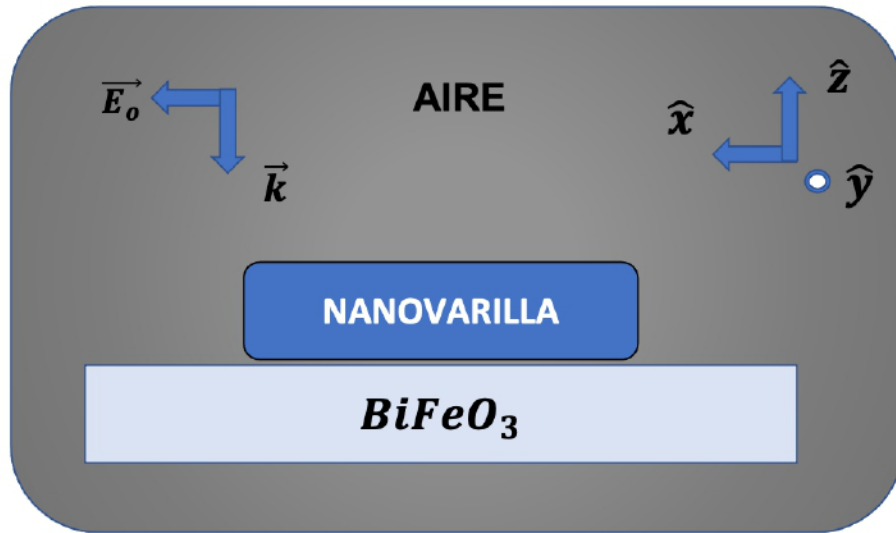 E⃗ₒ
AIRE
ẑ
x̂
k⃗
ŷ
NANOVARILLA
BiFeO₃